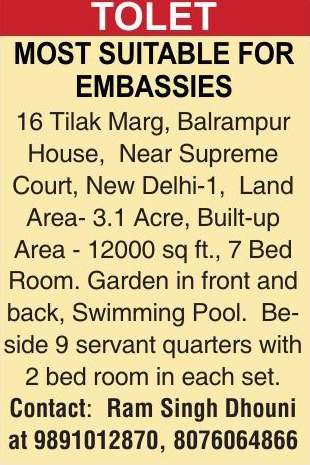 TOLET
MOST SUITABLE FOR
EMBASSIES
16 Tilak Marg, Balrampur
House, Near Supreme
Court, New Delhi-1, Land
Area- 3.1 Acre, Built-up
Area - 12000 sq ft., 7 Bed
Room. Garden in front and
back, Swimming Pool. Be-
side 9 servant quarters with
2 bed room in each set.
Contact: Ram Singh Dhouni
at 9891012870, 8076064866